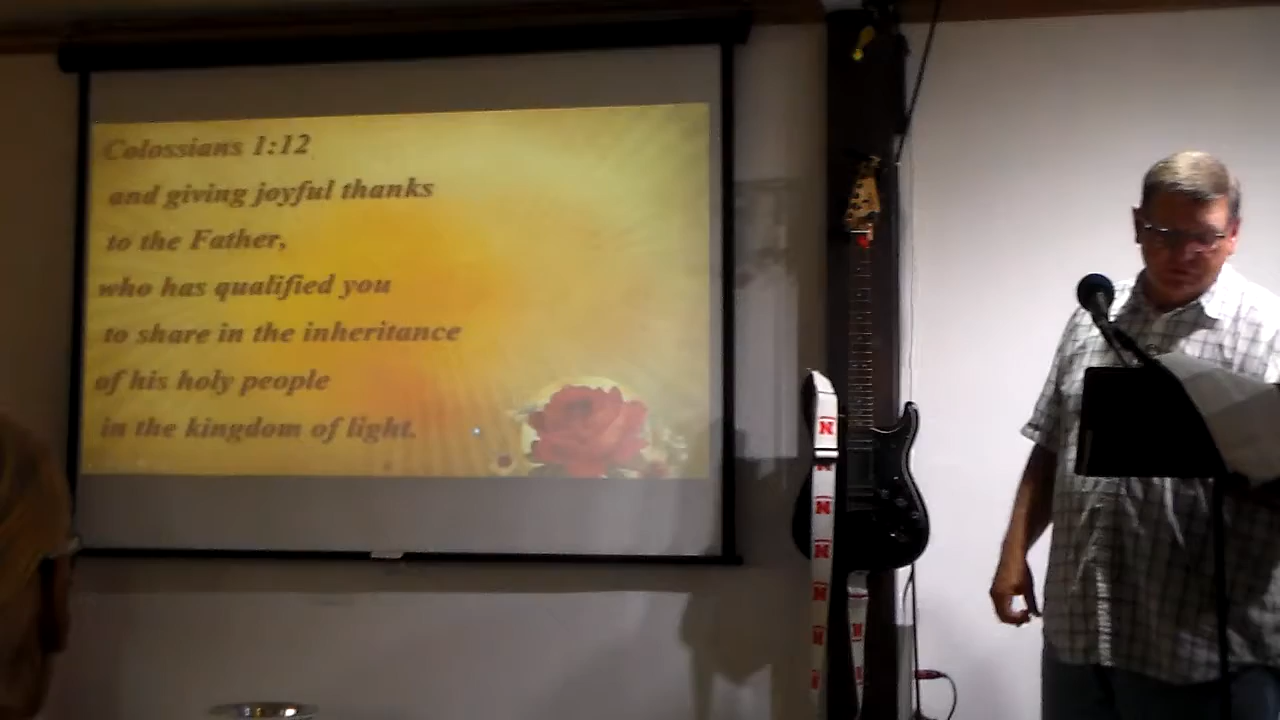 Colossians 1:12
and giving joyful thanks
to the Father,
who has qualified you
to share in the inheritance
of his holy people
in the kingdom of light.
N
N
N
N
N
N
N
N